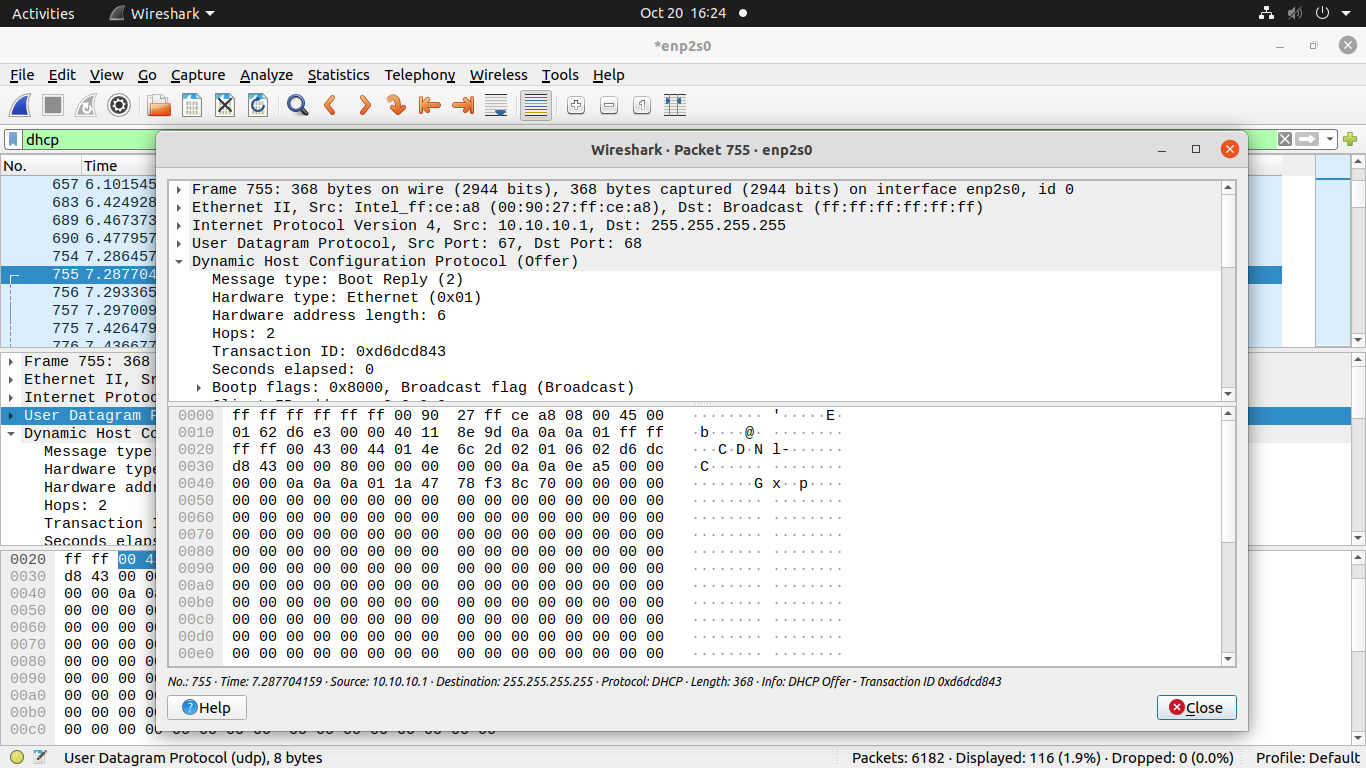 Activities Wireshark Oct 20 16:24
*enp2s0
File Edit View Go Capture Analyze Statistics Telephony Wireless Tools Help
dhcp
Wireshark · Packet 755 · enp2s0
No. Time
657 6.101545
683 6.424928
689 6.467373
690 6.477957
754 7.286457
755 7.287704
756 7.293365
757 7.297009
775 7.426479
776 7.436677
Frame 755: 368
Ethernet II, Sr
Internet Protoc
User Datagram P
Dynamic Host Co
Message type:
Hardware type
Hardware addr
Hops: 2
Transaction I
Seconds elaps
0020 ff ff 00 43
0030 d8 43 00 00
0040 00 00 0a 0a
0050 00 00 00 00
0060 00 00 00 00
0070 00 00 00 00
0080 00 00 00 00
0090 00 00 00 00
00a0 00 00 00 00
00b0 00 00 00 00
00c0 00 00 00 00 00 00 00 00 00 00 00 00 00 00 00 00
Frame 755: 368 bytes on wire (2944 bits), 368 bytes captured (2944 bits) on interface enp2s0, id 0
Ethernet II, Src: Intel_ff:ce:a8 (00:90:27:ff:ce:a8), Dst: Broadcast (ff:ff:ff:ff:ff:ff)
Internet Protocol Version 4, Src: 10.10.10.1, Dst: 255.255.255.255
User Datagram Protocol, Src Port: 67, Dst Port: 68
Dynamic Host Configuration Protocol (Offer)
Message type: Boot Reply (2)
Hardware type: Ethernet (0x01)
Hardware address length: 6
Hops: 2
Transaction ID: 0xd6dcd843
Seconds elapsed: 0
Bootp flags: 0x8000, Broadcast flag (Broadcast)
0000 ff ff ff ff ff ff 00 90 27 ff ce a8 08 00 45 00 ········ '·····E·
0010 01 62 d6 e3 00 00 40 11 8e 9d 0a 0a 0a 01 ff ff ·b····@· ········
0020 ff ff 00 43 00 44 01 4e 6c 2d 02 01 06 02 d6 dc ···C·D·N l-······
0030 d8 43 00 00 80 00 00 00 00 00 0a 0a 0e a5 00 00 ·C······ ········
0040 00 00 0a 0a 0a 01 1a 47 78 f3 8c 70 00 00 00 00 ·······G x··p····
0050 00 00 00 00 00 00 00 00 00 00 00 00 00 00 00 00 ········ ········
0060 00 00 00 00 00 00 00 00 00 00 00 00 00 00 00 00 ········ ········
0070 00 00 00 00 00 00 00 00 00 00 00 00 00 00 00 00 ········ ········
0080 00 00 00 00 00 00 00 00 00 00 00 00 00 00 00 00 ········ ········
0090 00 00 00 00 00 00 00 00 00 00 00 00 00 00 00 00 ········ ········
00a0 00 00 00 00 00 00 00 00 00 00 00 00 00 00 00 00 ········ ········
00b0 00 00 00 00 00 00 00 00 00 00 00 00 00 00 00 00 ········ ········
00c0 00 00 00 00 00 00 00 00 00 00 00 00 00 00 00 00 ········ ········
00d0 00 00 00 00 00 00 00 00 00 00 00 00 00 00 00 00 ········ ········
00e0 00 00 00 00 00 00 00 00 00 00 00 00 00 00 00 00 ········ ········
No.: 755 · Time: 7.287704159 · Source: 10.10.10.1 · Destination: 255.255.255.255 · Protocol: DHCP · Length: 368 · Info: DHCP Offer - Transaction ID 0xd6dcd843
Help Close
User Datagram Protocol (udp), 8 bytes Packets: 6182 · Displayed: 116 (1.9%) · Dropped: 0 (0.0%) Profile: Default